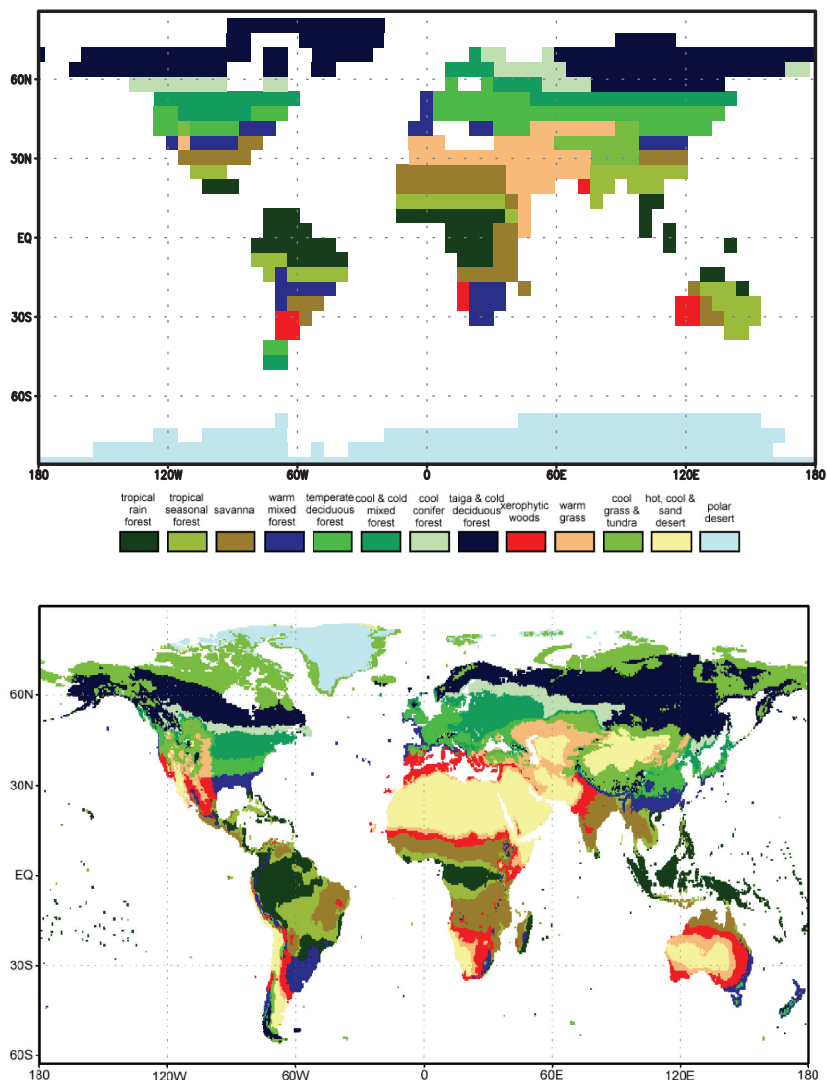 60N
30N
EQ
30S
60S
180 120W 60W 0 60E 120E 180
tropical rain forest
tropical seasonal forest
savanna
warm mixed forest
temperate deciduous forest
cool & cold mixed forest
cool conifer forest
taiga & cold deciduous forest
xerophytic woods
warm grass
cool grass & tundra
hot, cool & sand desert
polar desert
60N
30N
EQ
30S
60S
180 120W 60W 0 60E 120E 180